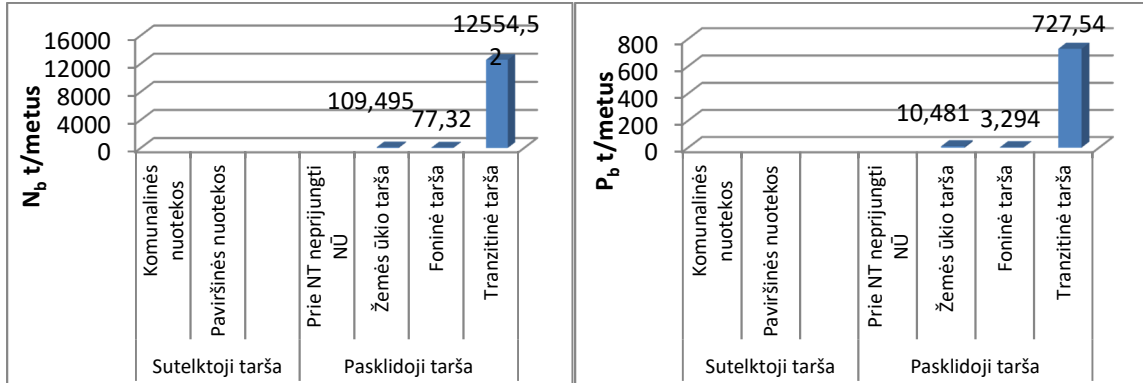 N_b t/metus
16000
12000
8000
4000
0
109,495
77,32
12554,5
2
Komunalinės
nuotekos
Paviršinės nuotekos
Prie NT neprijungti
NŪ
Žemės ūkio tarša
Foninė tarša
Tranzitinė tarša
Sutelktoji tarša
Pasklidoji tarša
P_b t/metus
800
600
400
200
0
10,481
3,294
727,54
Komunalinės
nuotekos
Paviršinės nuotekos
Prie NT neprijungti
NŪ
Žemės ūkio tarša
Foninė tarša
Tranzitinė tarša
Sutelktoji tarša
Pasklidoji tarša